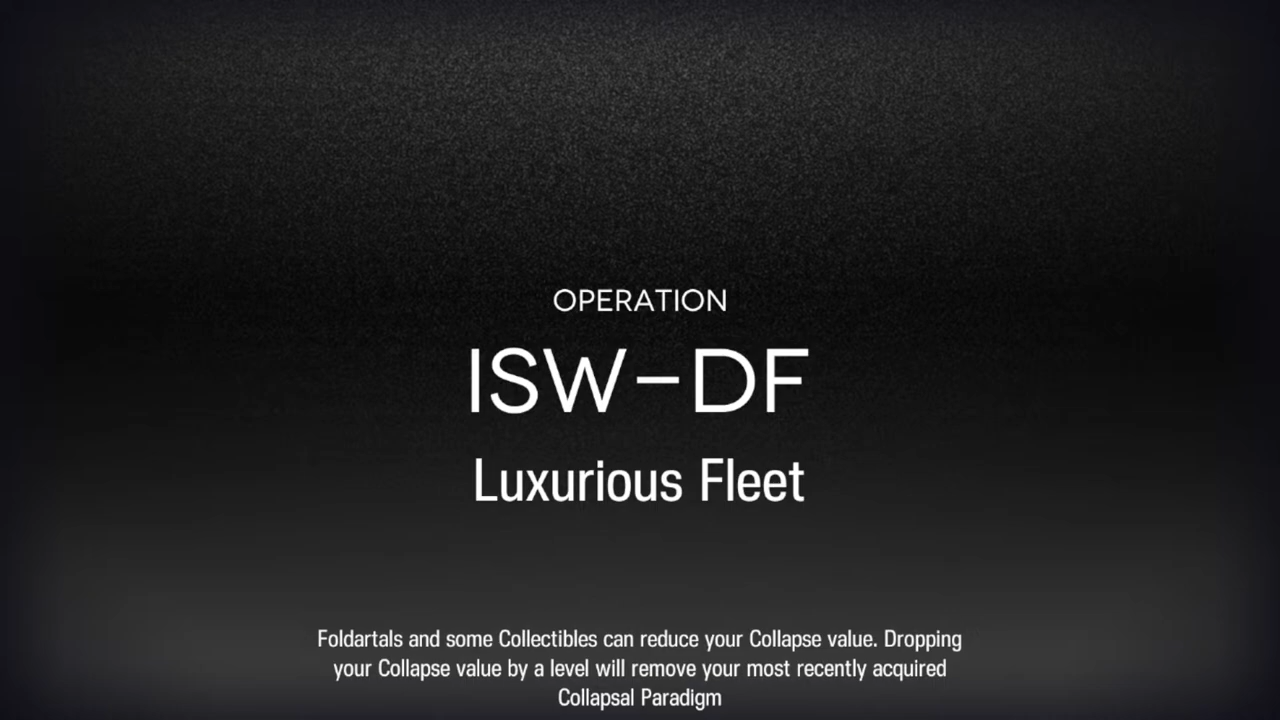 OPERATION
ISW-DF
Luxurious Fleet
Foldartals and some Collectibles can reduce your Collapse value. Dropping
your Collapse value by a level will remove your most recently acquired
Collapsal Paradigm